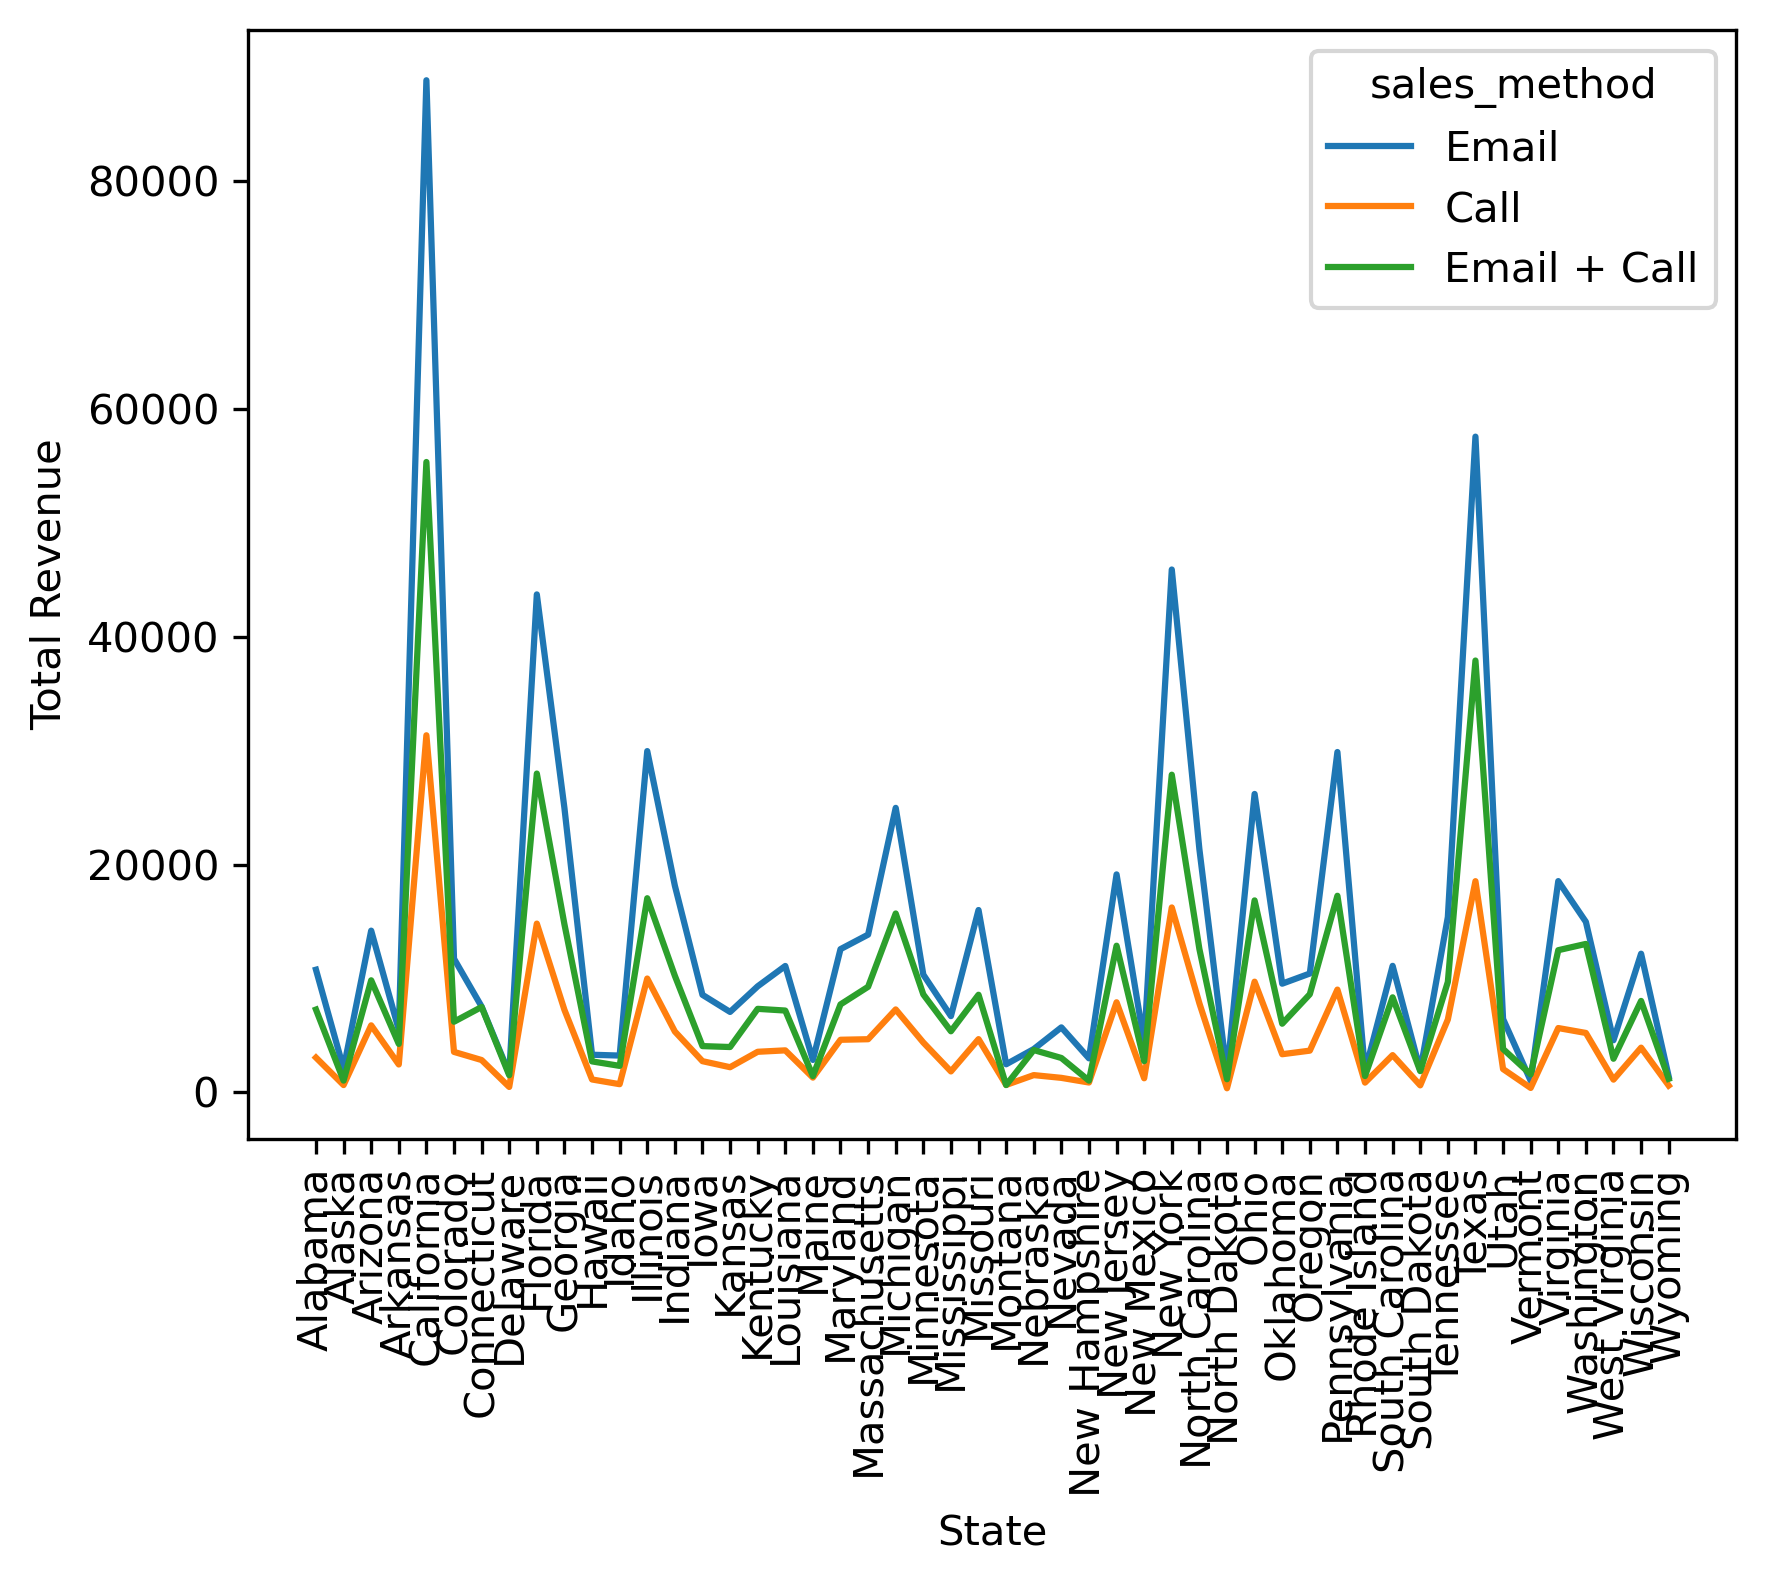 sales_method
Email
Call
Email + Call
80000
60000
40000
20000
0
Total Revenue
Alabama
Alaska
Arizona
Arkansas
California
Colorado
Connecticut
Delaware
Florida
Georgia
Hawaii
Idaho
Illinois
Indiana
Iowa
Kansas
Kentucky
Louisiana
Maine
Maryland
Massachusetts
Michigan
Minnesota
Mississippi
Missouri
Montana
Nebraska
Nevada
New Hampshire
New Jersey
New Mexico
New York
North Carolina
North Dakota
Ohio
Oklahoma
Oregon
Pennsylvania
Rhode Island
South Carolina
South Dakota
Tennessee
Texas
Utah
Vermont
Virginia
Washington
West Virginia
Wisconsin
Wyoming
State